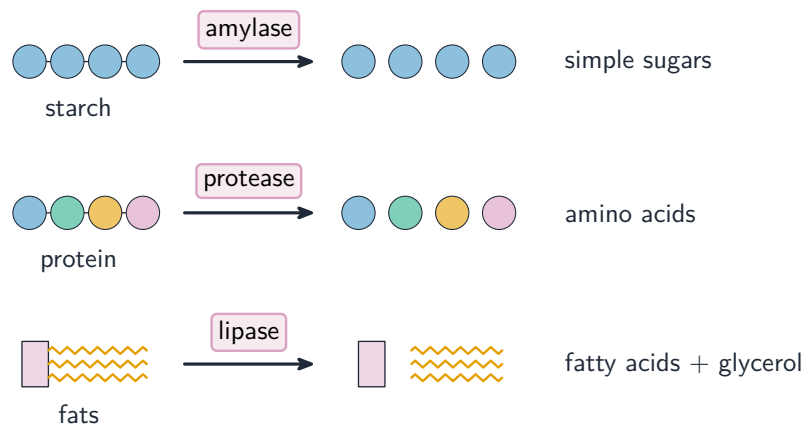 amylase
simple sugars
starch
protease
amino acids
protein
lipase
fatty acids + glycerol
fats